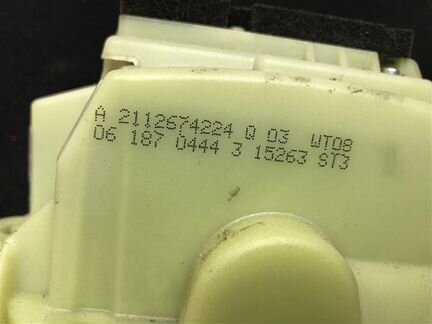 A 2112674224 Q 03 WT08
06 187 0444 3 15263 ST3